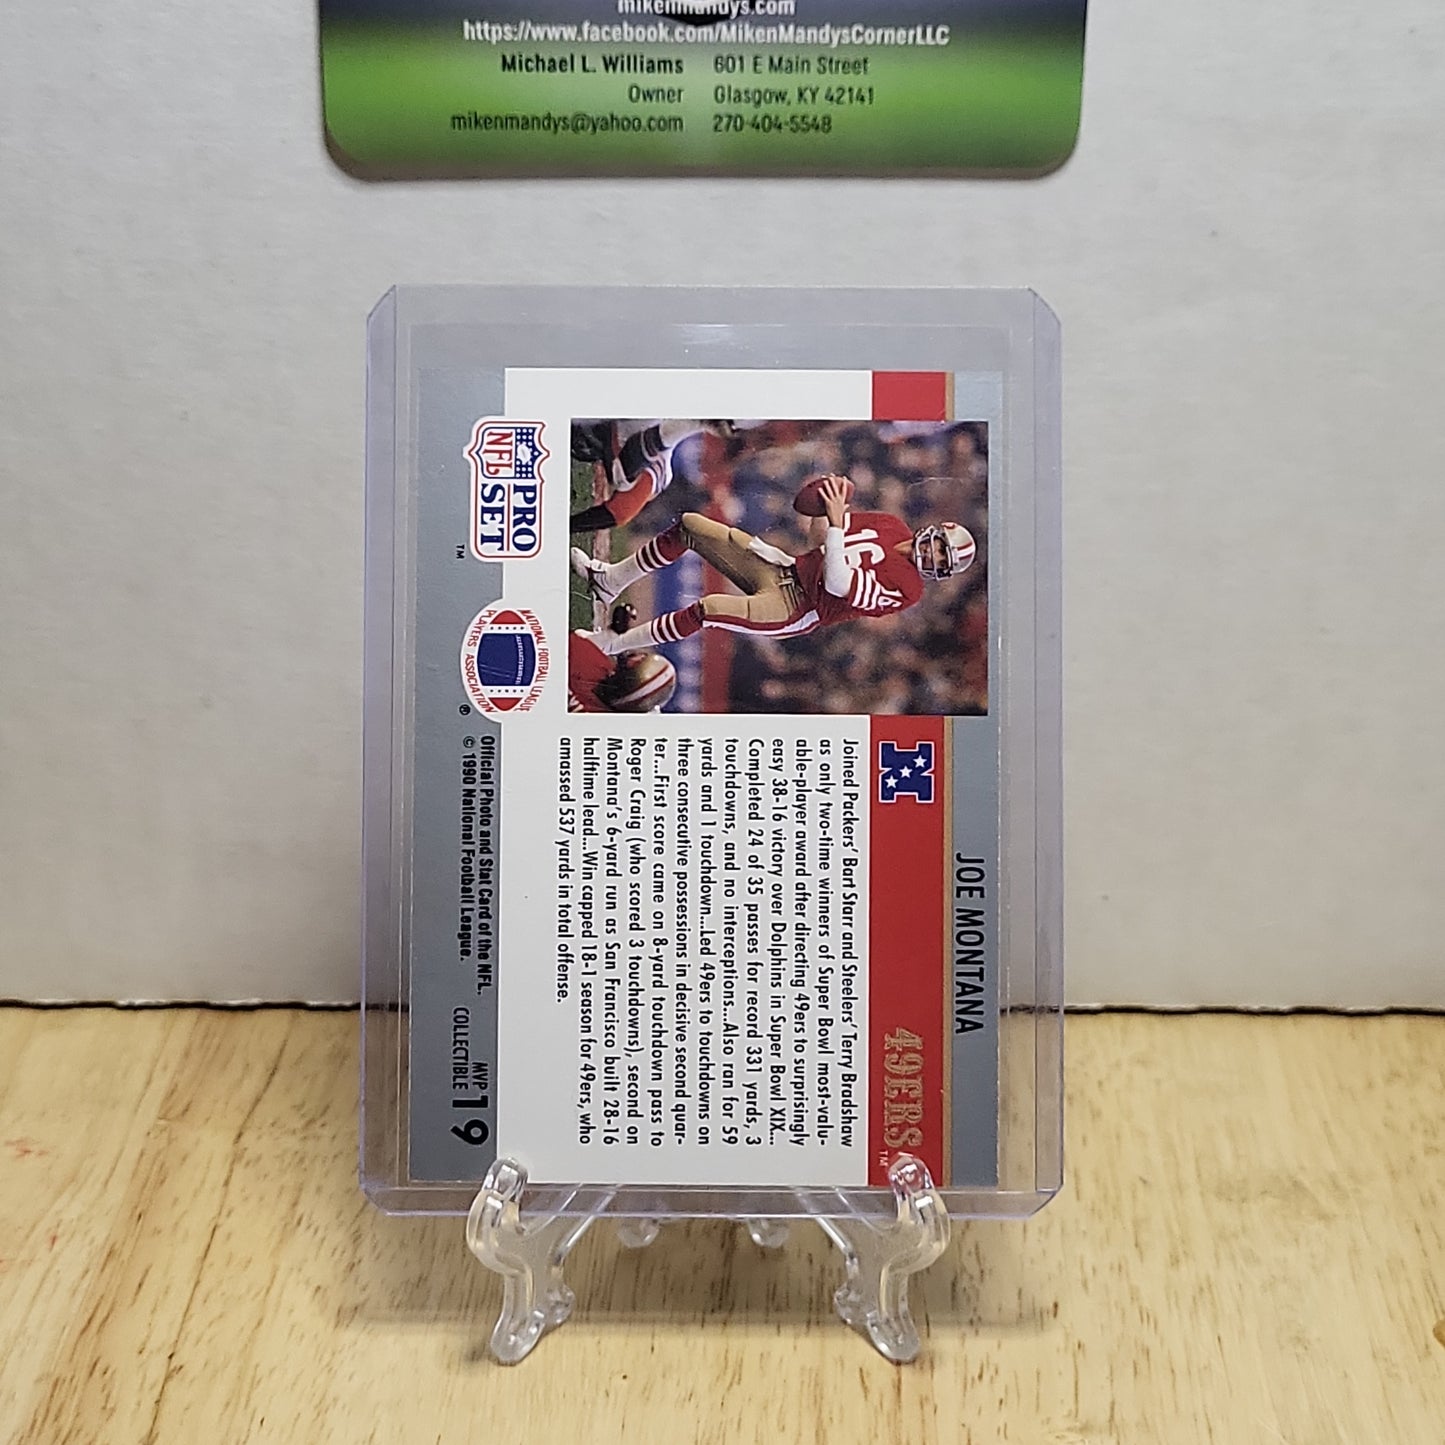 mikenmandys.com
https://www.facebook.com/MikenMandysCornerLLC
Michael L. Williams 601 E Main Street
Owner Glasgow, KY 42141
mikenmandys@yahoo.com 270-404-5548
JOE MONTANA
49ERS™
N
16
16
Joined Packers' Bart Starr and Steelers' Terry Bradshaw
as only two-time winners of Super Bowl most-valu-
able-player award after directing 49ers to surprisingly
easy 38-16 victory over Dolphins in Super Bowl XIX...
Completed 24 of 35 passes for record 331 yards, 3
touchdowns, and no interceptions...Also ran for 59
yards and 1 touchdown...Led 49ers to touchdowns on
three consecutive possessions in decisive second quar-
ter...First score came on 8-yard touchdown pass to
Roger Craig (who scored 3 touchdowns), second on
Montana's 6-yard run as San Francisco built 28-16
halftime lead...Win capped 18-1 season for 49ers, who
amassed 537 yards in total offense.
PRO
NFL SET
™
NATIONAL FOOTBALL LEAGUE
PLAYERS ASSOCIATION
®
Official Photo and Stat Card of the NFL.
© 1990 National Football League.
MVP
COLLECTIBLE 19